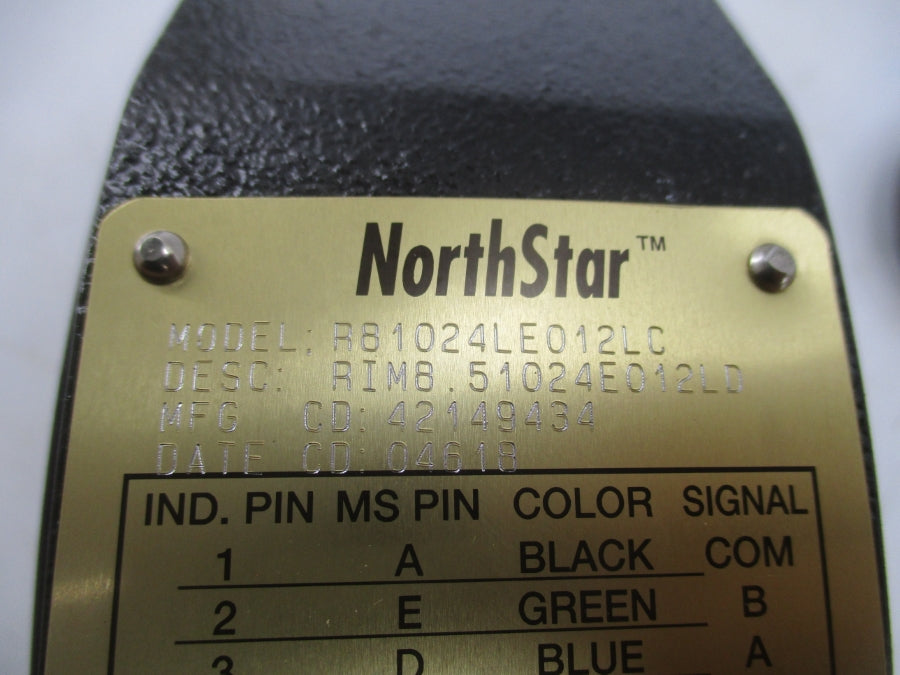 NorthStar™
MODEL: R81024LE012LC
DESC: RIM8.51024E012LD
MFG CD: 42149434
DATE CD: 04618
IND. PIN MS PIN COLOR SIGNAL
1 A BLACK COM
2 E GREEN B
3 D BLUE A